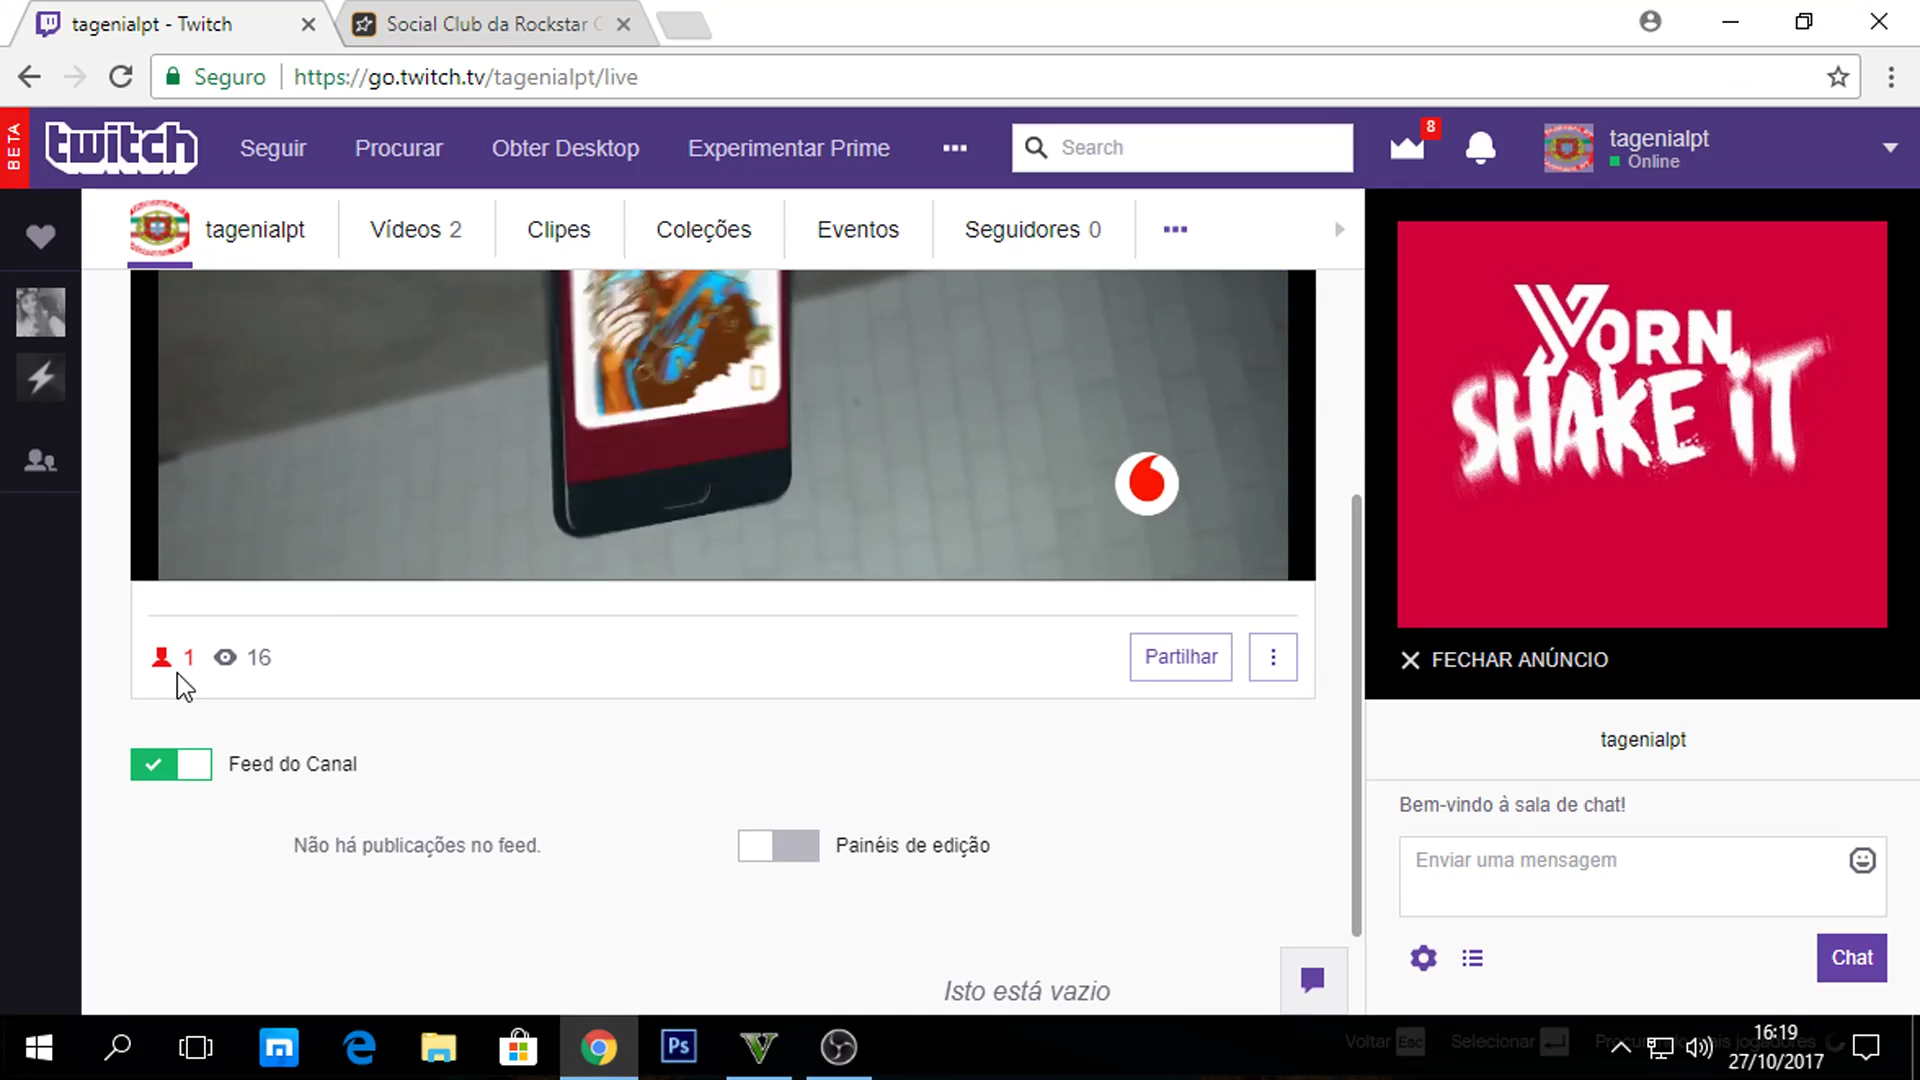 tagenialpt - Twitch
Social Club da Rockstar G
Seguro
https://go.twitch.tv/tagenialpt/live
BETA
twitch
Seguir
Procurar
Obter Desktop
Experimentar Prime
Search
8
tagenialpt
Online
tagenialpt
Vídeos 2
Clipes
Coleções
Eventos
Seguidores 0
YORN
SHAKE iT
FECHAR ANÚNCIO
1
16
Partilhar
Feed do Canal
Não há publicações no feed.
Painéis de edição
Isto está vazio
tagenialpt
Bem-vindo à sala de chat!
Enviar uma mensagem
Chat
Ps
Voltar Esc
Selecionar
16:19
27/10/2017